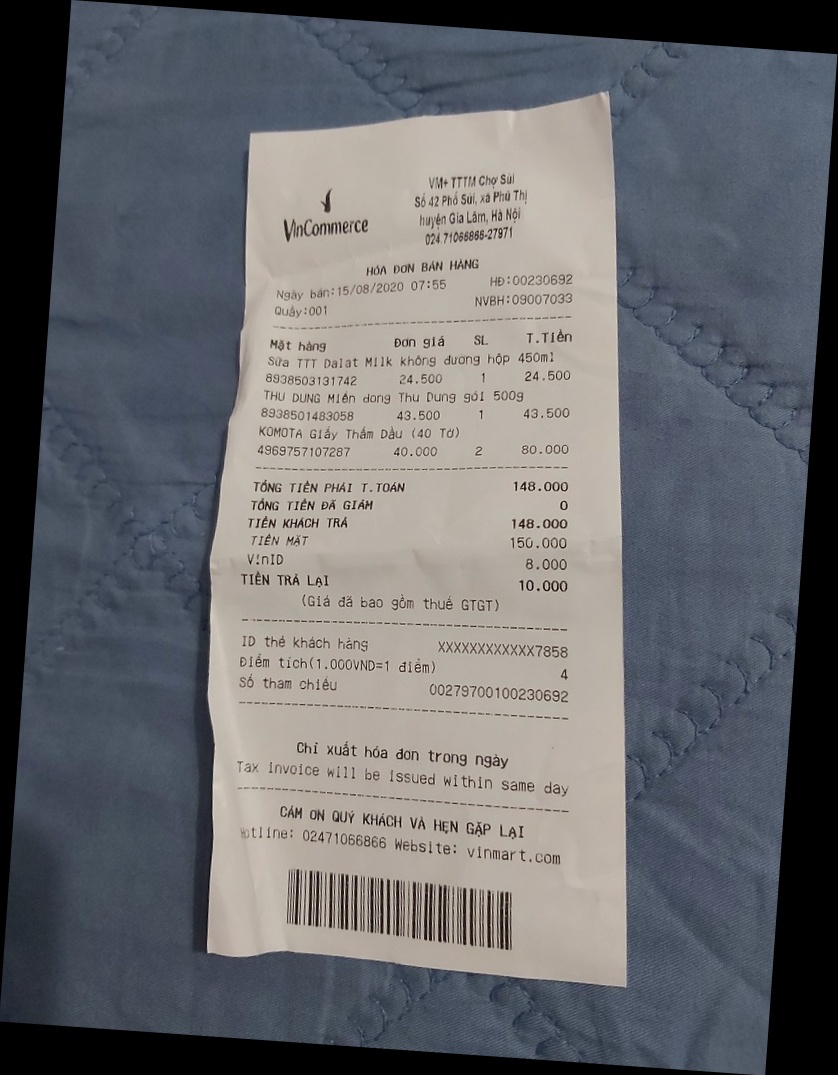 VinCommerce
VM+ TTTM Chợ Sủi
Số 42 Phố Sủi, xã Phú Thị
huyện Gia Lâm, Hà Nội
024.71066866-27971
HÓA ĐƠN BÁN HÀNG
Ngày bán:15/08/2020 07:55 HĐ:00230692
Quầy:001 NVBH:09007033
Mặt hàng Đơn giá SL T.Tiền
Sữa TTT Dalat Milk không đường hộp 450ml
8938503131742 24.500 1 24.500
THU DUNG Miến dong Thu Dung gói 500g
8938501483058 43.500 1 43.500
KOMOTA Giấy Thấm Dầu (40 Tờ)
4969757107287 40.000 2 80.000
TỔNG TIỀN PHẢI T.TOÁN 148.000
TỔNG TIỀN ĐÃ GIẢM 0
TIỀN KHÁCH TRẢ 148.000
TIỀN MẶT 150.000
VinID 8.000
TIỀN TRẢ LẠI 10.000
(Giá đã bao gồm thuế GTGT)
ID thẻ khách hàng XXXXXXXXXXXX7858
Điểm tích(1.000VND=1 điểm) 4
Số tham chiếu 00279700100230692
Chỉ xuất hóa đơn trong ngày
Tax invoice will be issued within same day
CẢM ƠN QUÝ KHÁCH VÀ HẸN GẶP LẠI
Hotline: 02471066866 Website: vinmart.com